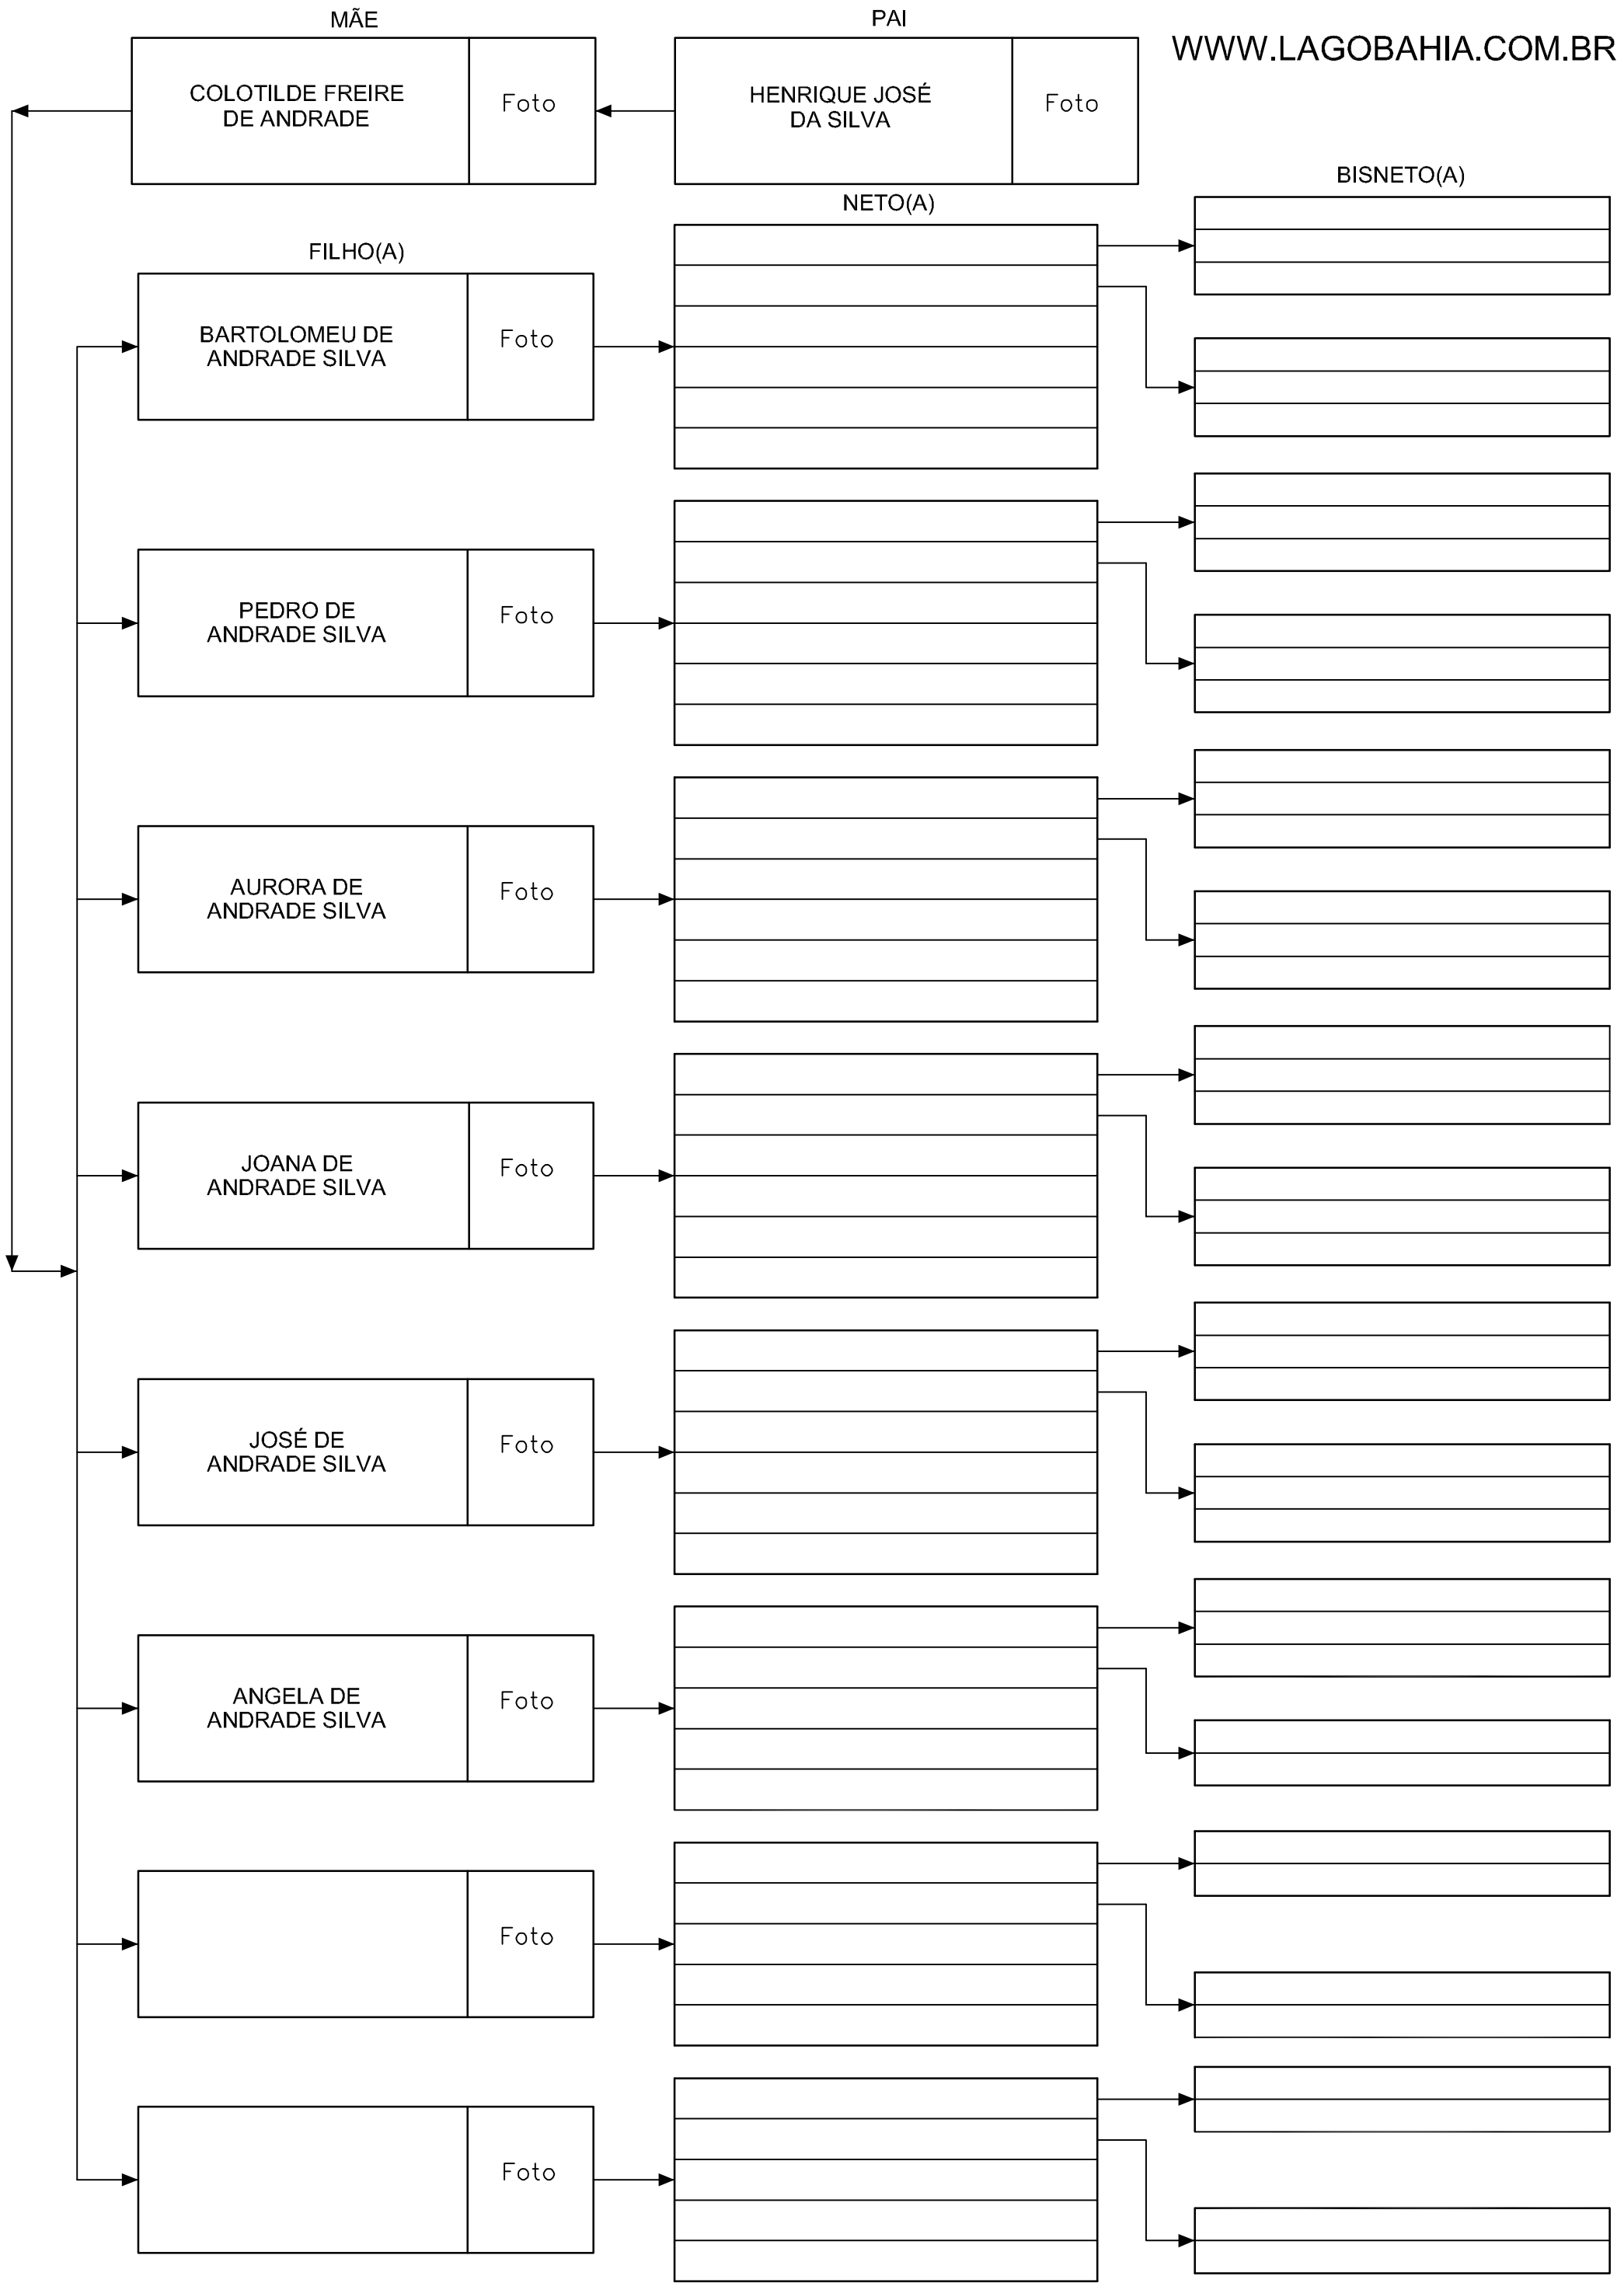 MÃE
PAI
WWW.LAGOBAHIA.COM.BR
COLOTILDE FREIRE
DE ANDRADE
Foto
HENRIQUE JOSÉ
DA SILVA
Foto
BISNETO(A)
NETO(A)
FILHO(A)
BARTOLOMEU DE
ANDRADE SILVA
Foto
PEDRO DE
ANDRADE SILVA
Foto
AURORA DE
ANDRADE SILVA
Foto
JOANA DE
ANDRADE SILVA
Foto
JOSÉ DE
ANDRADE SILVA
Foto
ANGELA DE
ANDRADE SILVA
Foto
Foto
Foto